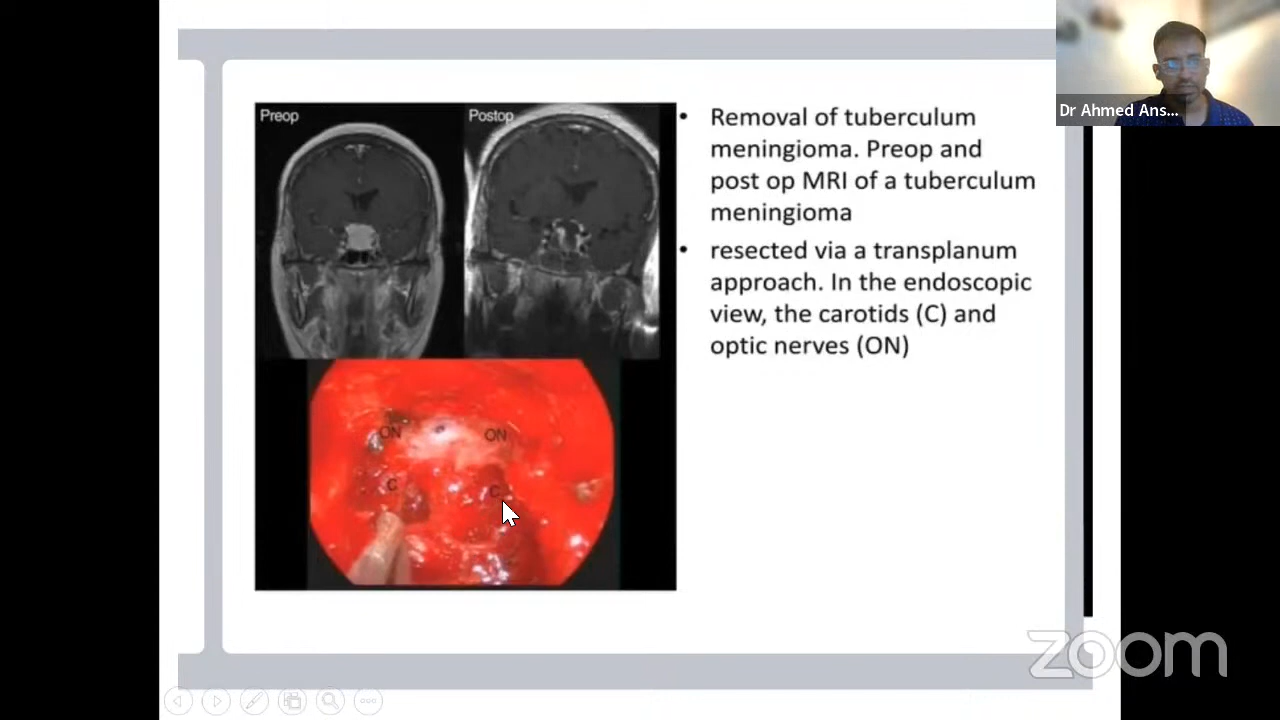 Preop
Postop
Removal of tuberculum
meningioma. Preop and
post op MRI of a tuberculum
meningioma
resected via a transplanum
approach. In the endoscopic
view, the carotids (C) and
optic nerves (ON)
ON
ON
C
C
Dr Ahmed Ans...
zoom